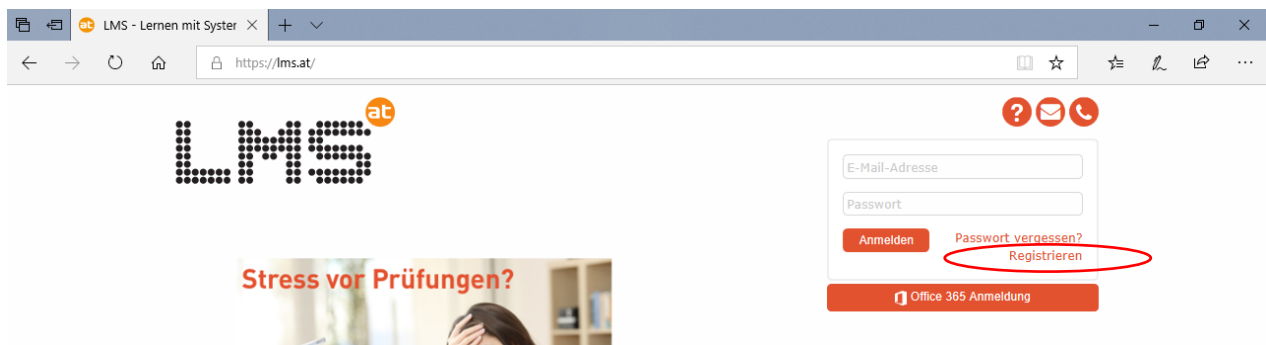 LMS - Lernen mit Syster
https://lms.at/
LMS at
?
E-Mail-Adresse
Passwort
Anmelden
Passwort vergessen?
Registrieren
Office 365 Anmeldung
Stress vor Prüfungen?